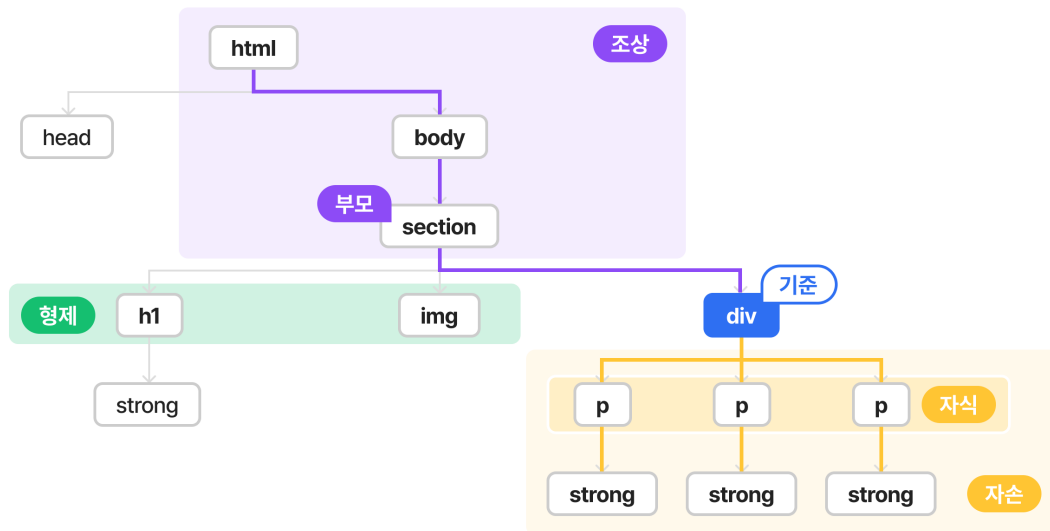 html
조상
head
body
부모
section
기준
형제
h1
img
div
strong
p
p
p
자식
strong
strong
strong
자손